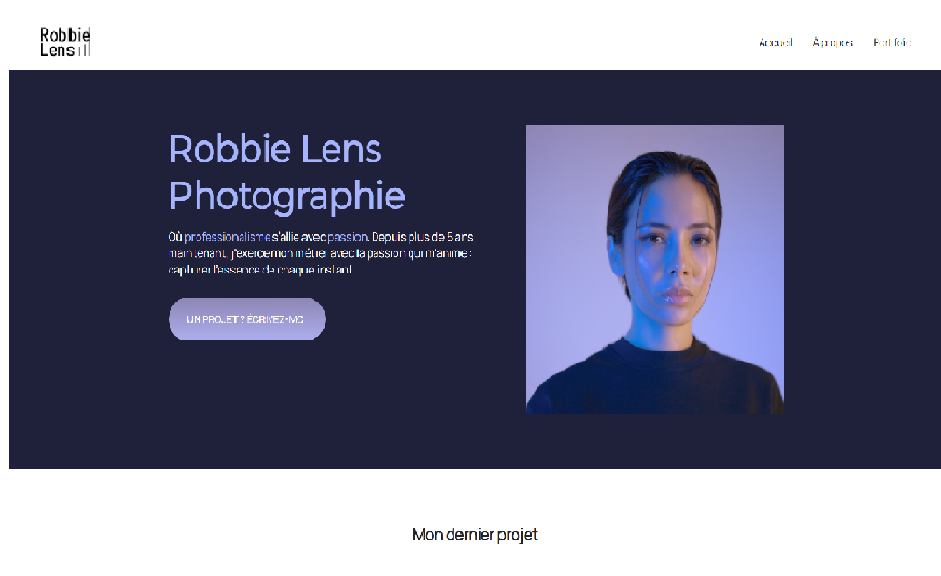 Robbie
Lens
Accueil
À propos
Portfolio
Robbie Lens
Photographie
Où professionalisme s'allie avec passion. Depuis plus de 5 ans
maintenant, j'exerce mon métier avec la passion qui m'anime :
capturer l'essence de chaque instant.
UN PROJET ? ÉCRIVEZ-MOI
Mon dernier projet